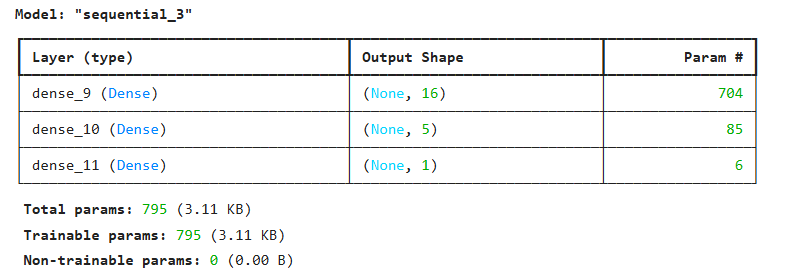 Model: "sequential_3"
Layer (type) Output Shape Param #
dense_9 (Dense) (None, 16) 704
dense_10 (Dense) (None, 5) 85
dense_11 (Dense) (None, 1) 6
Total params: 795 (3.11 KB)
Trainable params: 795 (3.11 KB)
Non-trainable params: 0 (0.00 B)